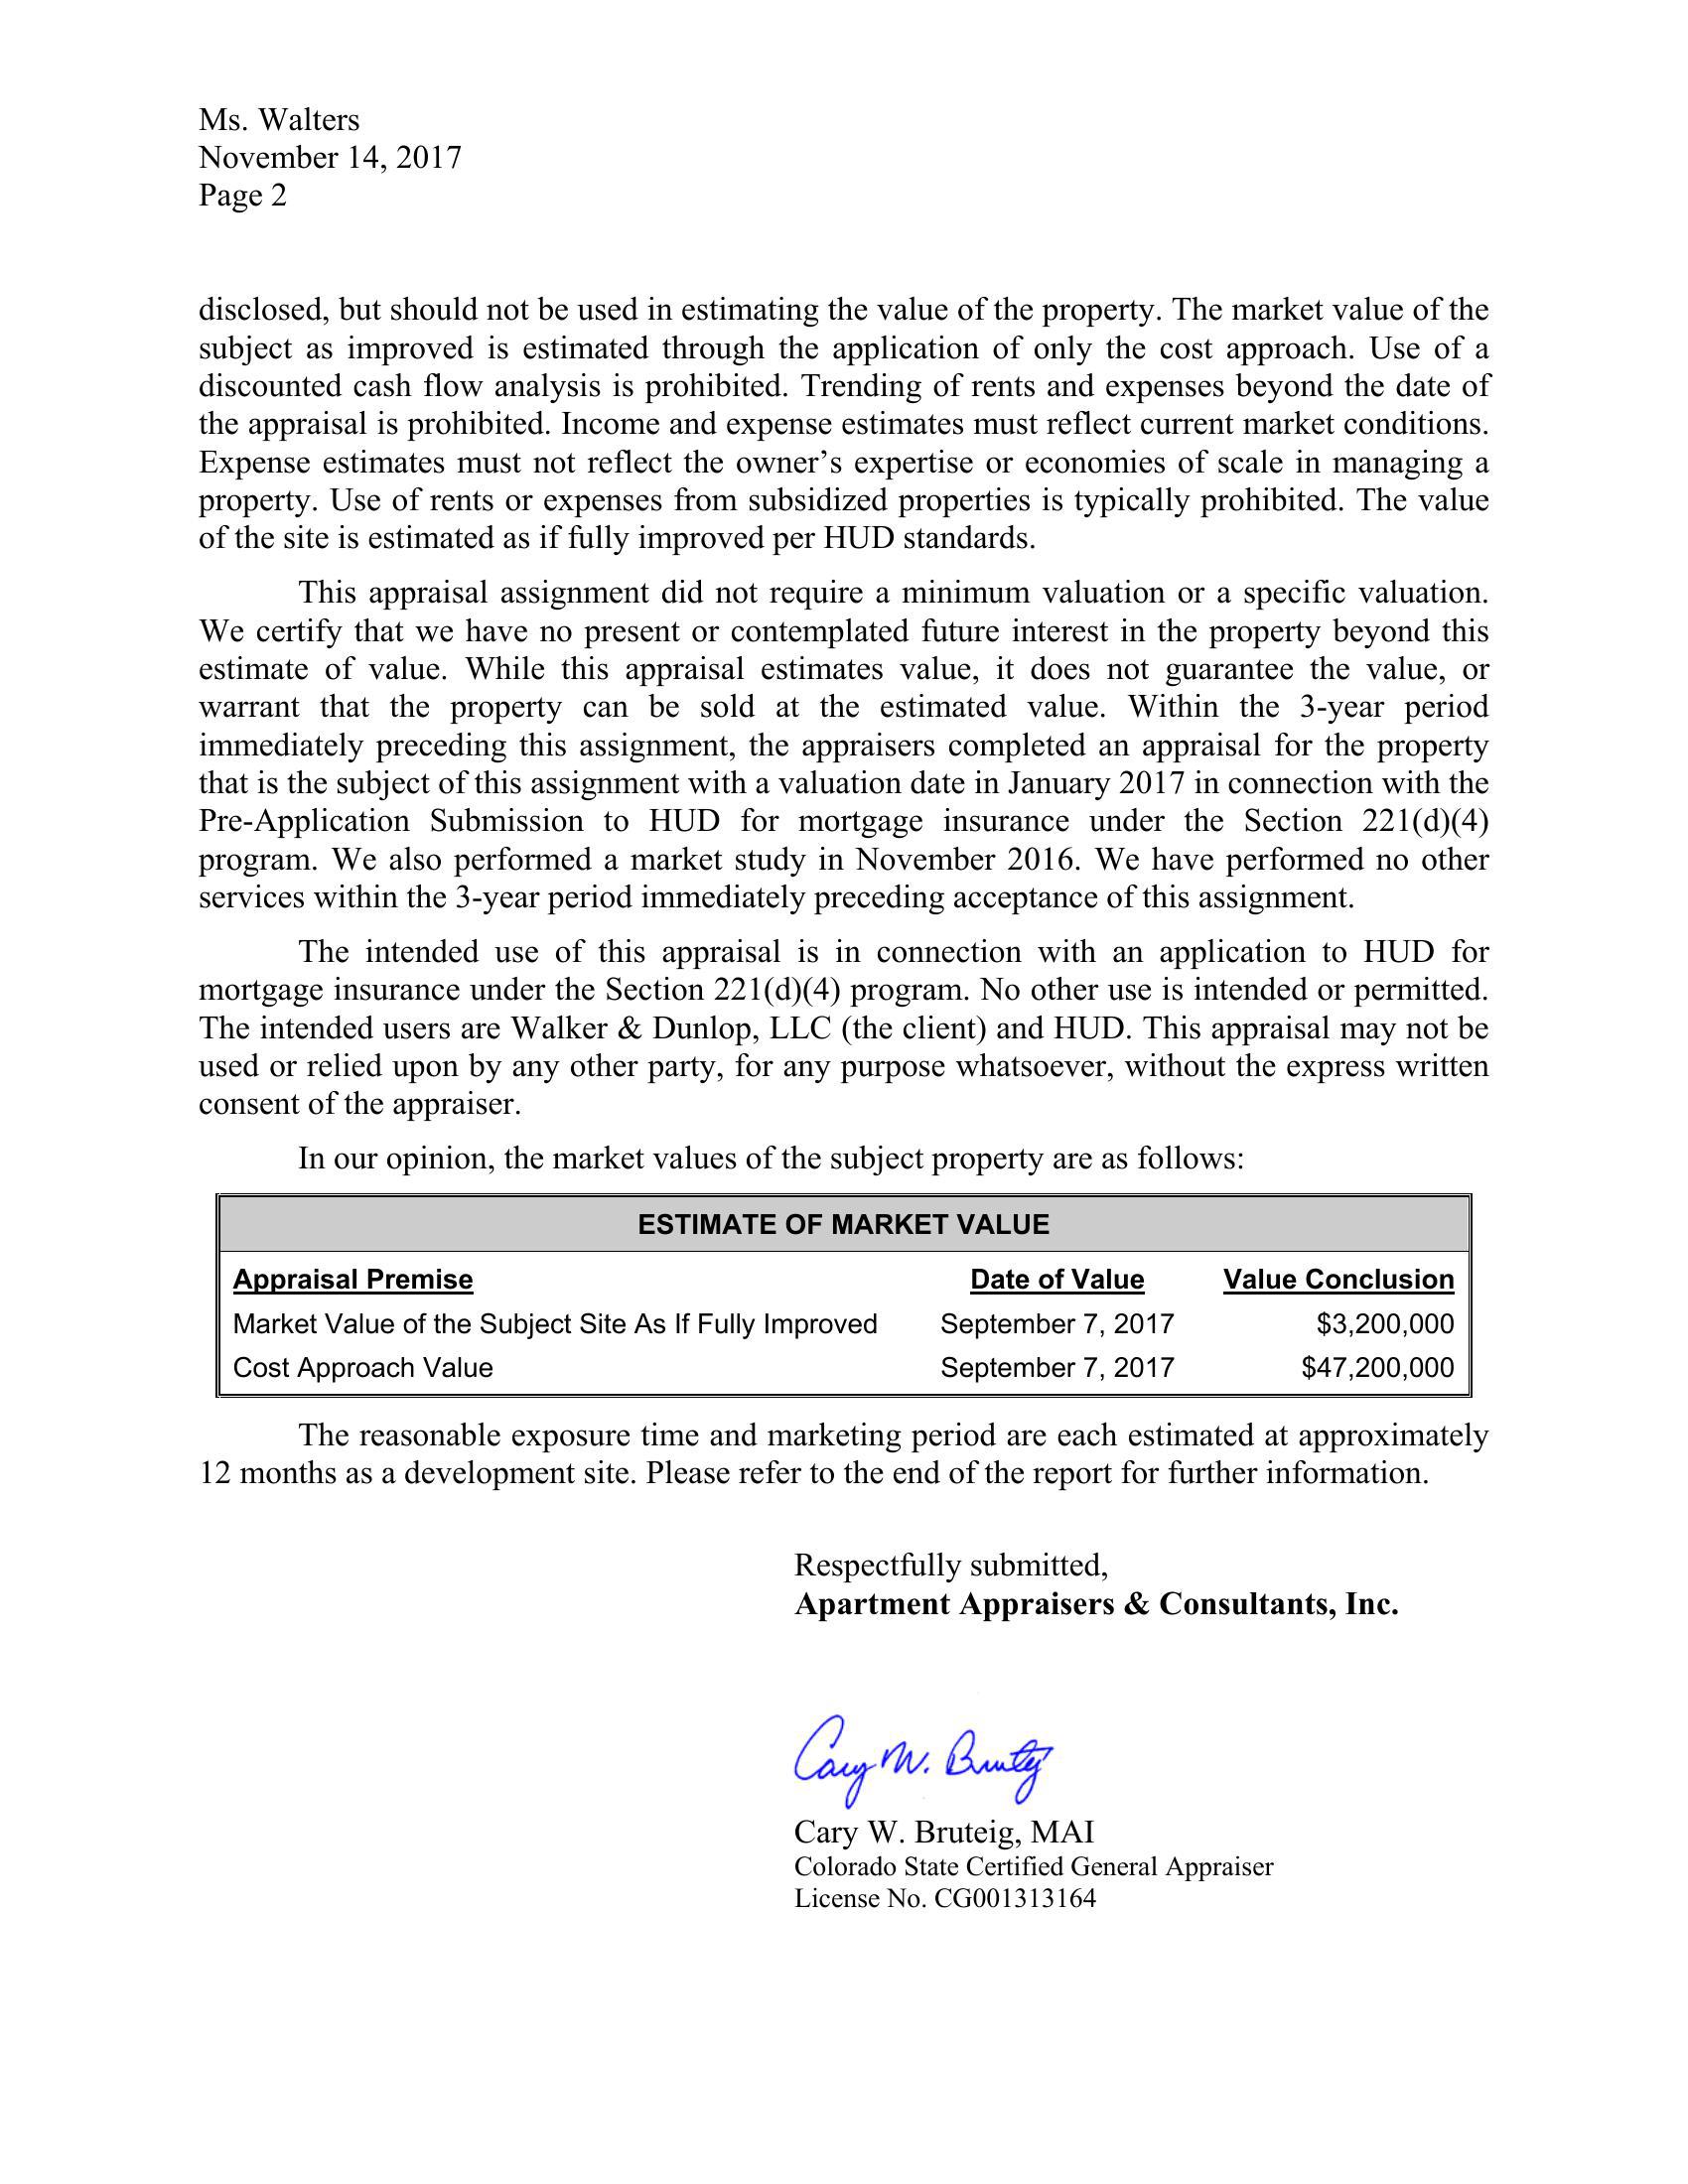 Ms. Walters
November 14, 2017
Page 2
disclosed, but should not be used in estimating the value of the property. The market value of the
subject as improved is estimated through the application of only the cost approach. Use of a
discounted cash flow analysis is prohibited. Trending of rents and expenses beyond the date of
the appraisal is prohibited. Income and expense estimates must reflect current market conditions.
Expense estimates must not reflect the owner’s expertise or economies of scale in managing a
property. Use of rents or expenses from subsidized properties is typically prohibited. The value
of the site is estimated as if fully improved per HUD standards.
This appraisal assignment did not require a minimum valuation or a specific valuation.
We certify that we have no present or contemplated future interest in the property beyond this
estimate of value. While this appraisal estimates value, it does not guarantee the value, or
warrant that the property can be sold at the estimated value. Within the 3-year period
immediately preceding this assignment, the appraisers completed an appraisal for the property
that is the subject of this assignment with a valuation date in January 2017 in connection with the
Pre-Application Submission to HUD for mortgage insurance under the Section 221(d)(4)
program. We also performed a market study in November 2016. We have performed no other
services within the 3-year period immediately preceding acceptance of this assignment.
The intended use of this appraisal is in connection with an application to HUD for
mortgage insurance under the Section 221(d)(4) program. No other use is intended or permitted.
The intended users are Walker & Dunlop, LLC (the client) and HUD. This appraisal may not be
used or relied upon by any other party, for any purpose whatsoever, without the express written
consent of the appraiser.
In our opinion, the market values of the subject property are as follows:
ESTIMATE OF MARKET VALUE
Appraisal Premise Date of Value Value Conclusion
Market Value of the Subject Site As If Fully Improved September 7, 2017 $3,200,000
Cost Approach Value September 7, 2017 $47,200,000
The reasonable exposure time and marketing period are each estimated at approximately
12 months as a development site. Please refer to the end of the report for further information.
Respectfully submitted,
Apartment Appraisers & Consultants, Inc.
Cary W. Bruteig
Cary W. Bruteig, MAI
Colorado State Certified General Appraiser
License No. CG001313164